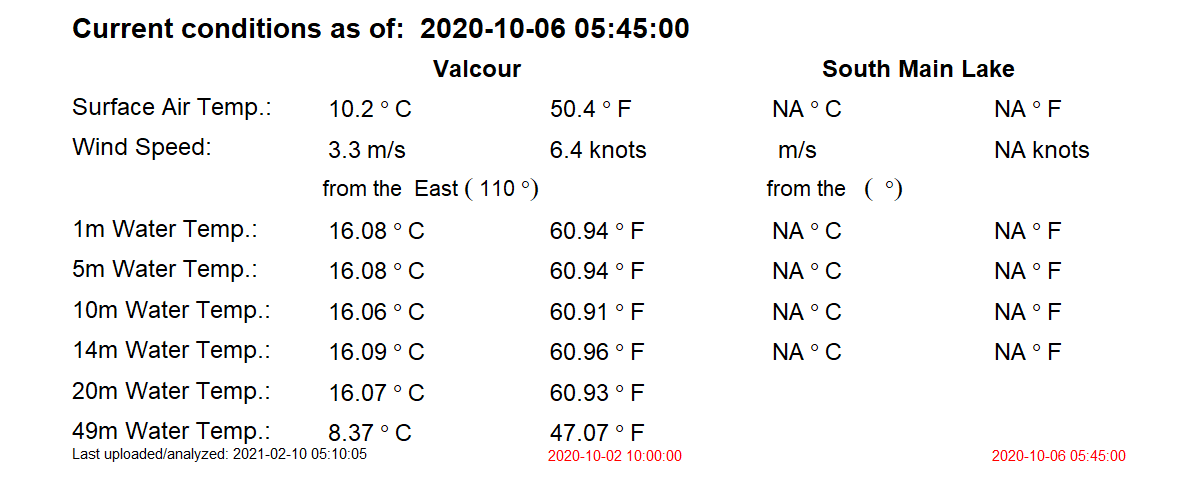 Current conditions as of: 2020-10-06 05:45:00
Valcour South Main Lake
Surface Air Temp.: 10.2 ° C 50.4 ° F NA ° C NA ° F
Wind Speed: 3.3 m/s 6.4 knots m/s NA knots
from the East ( 110 °) from the ( °)
1m Water Temp.: 16.08 ° C 60.94 ° F NA ° C NA ° F
5m Water Temp.: 16.08 ° C 60.94 ° F NA ° C NA ° F
10m Water Temp.: 16.06 ° C 60.91 ° F NA ° C NA ° F
14m Water Temp.: 16.09 ° C 60.96 ° F NA ° C NA ° F
20m Water Temp.: 16.07 ° C 60.93 ° F
49m Water Temp.: 8.37 ° C 47.07 ° F
Last uploaded/analyzed: 2021-02-10 05:10:05 2020-10-02 10:00:00 2020-10-06 05:45:00